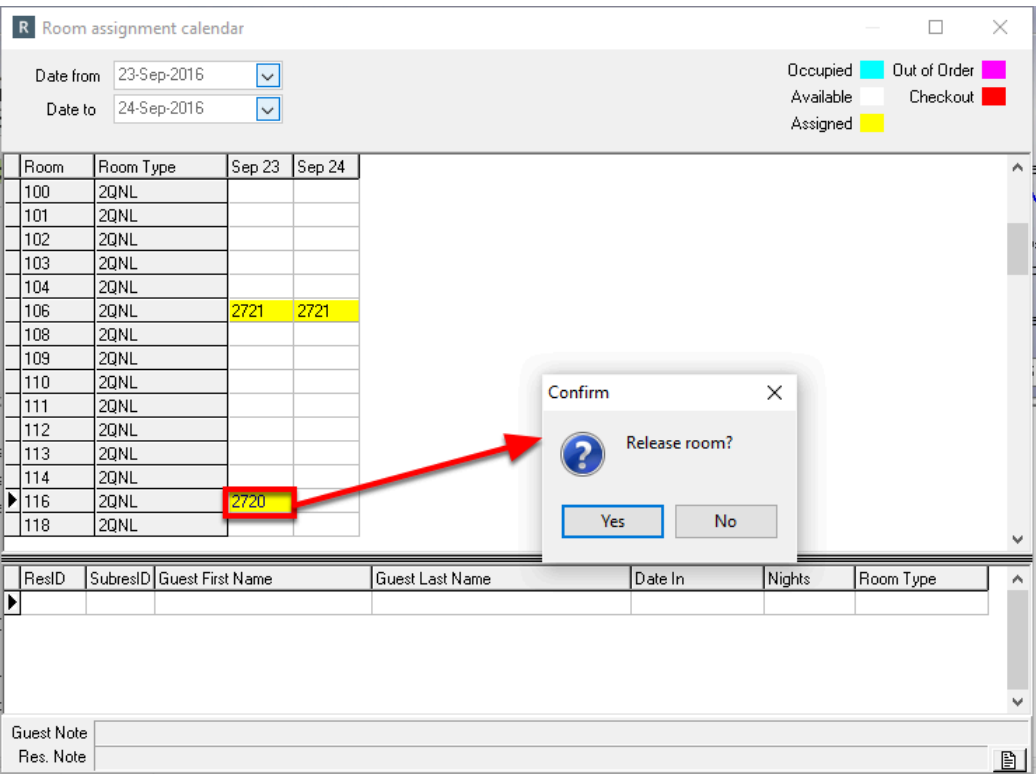 R Room assignment calendar
Date from 23-Sep-2016
Date to 24-Sep-2016
Occupied Out of Order
Available Checkout
Assigned
Room Room Type Sep 23 Sep 24
100 2QNL
101 2QNL
102 2QNL
103 2QNL
104 2QNL
106 2QNL 2721 2721
108 2QNL
109 2QNL
110 2QNL
111 2QNL
112 2QNL
113 2QNL
114 2QNL
116 2QNL 2720
118 2QNL
Confirm
? Release room?
Yes No
ResID SubresID Guest First Name Guest Last Name Date In Nights Room Type
Guest Note
Res. Note